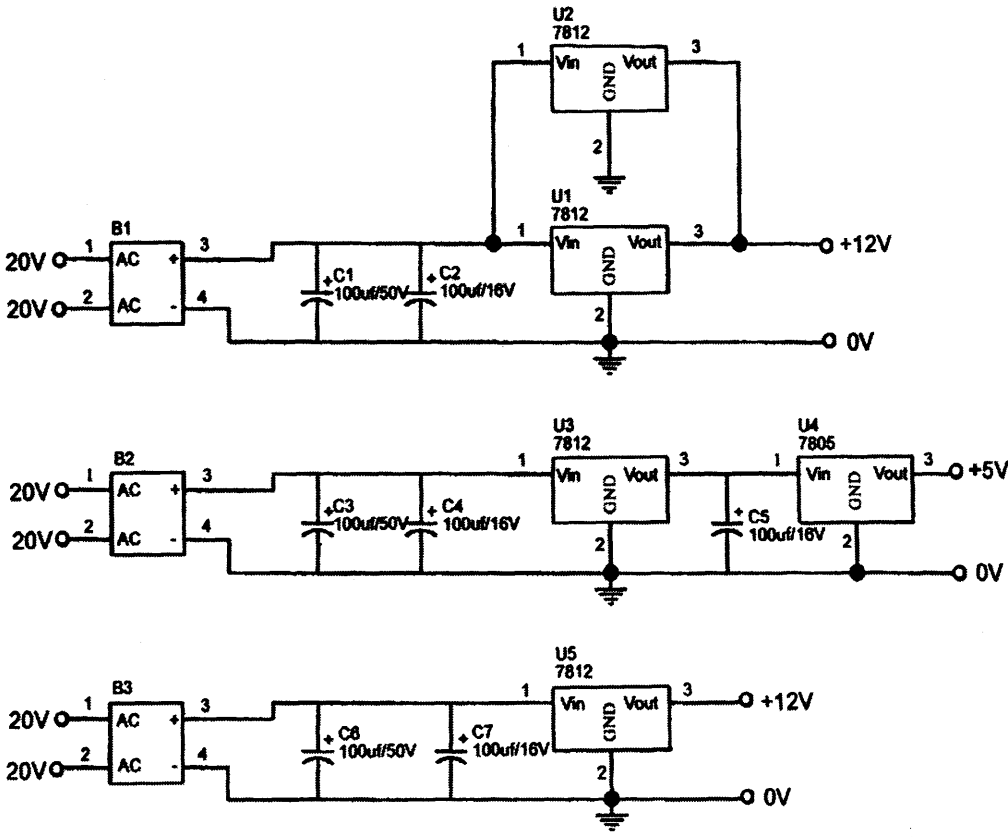 U2
7812
1 Vin Vout 3
GND
2
U1
7812
B1
1 Vin Vout 3 +12V
GND
20V 1 AC + 3
C1
100uf/50V
C2
100uf/16V
20V 2 AC - 4
2
0V
U3
7812
U4
7805
B2
1 Vin Vout 3 1 Vin Vout 3 +5V
GND GND
20V 1 AC + 3
C3
100uf/50V
C4
100uf/16V
C5
100uf/16V
20V 2 AC - 4
2 2
0V
U5
7812
B3
1 Vin Vout 3 +12V
GND
20V 1 AC + 3
C6
100uf/50V
C7
100uf/16V
20V 2 AC - 4
2
0V